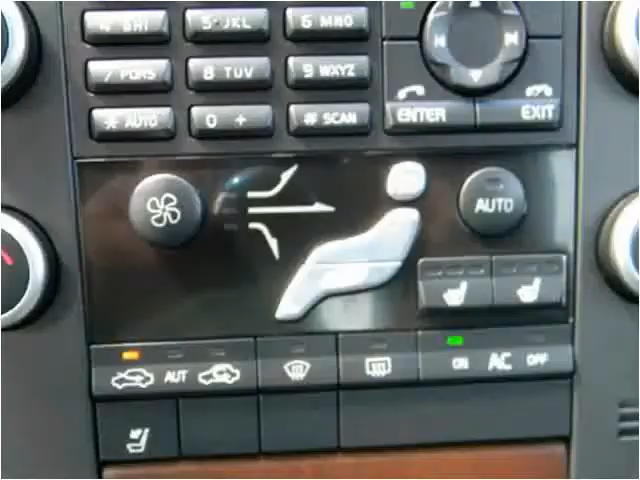 4 GHI 5 JKL 6 MNO
7 PQRS 8 TUV 9 WXYZ
* AUTO 0 + # SCAN
ENTER EXIT
AUTO
AUT ON AC OFF